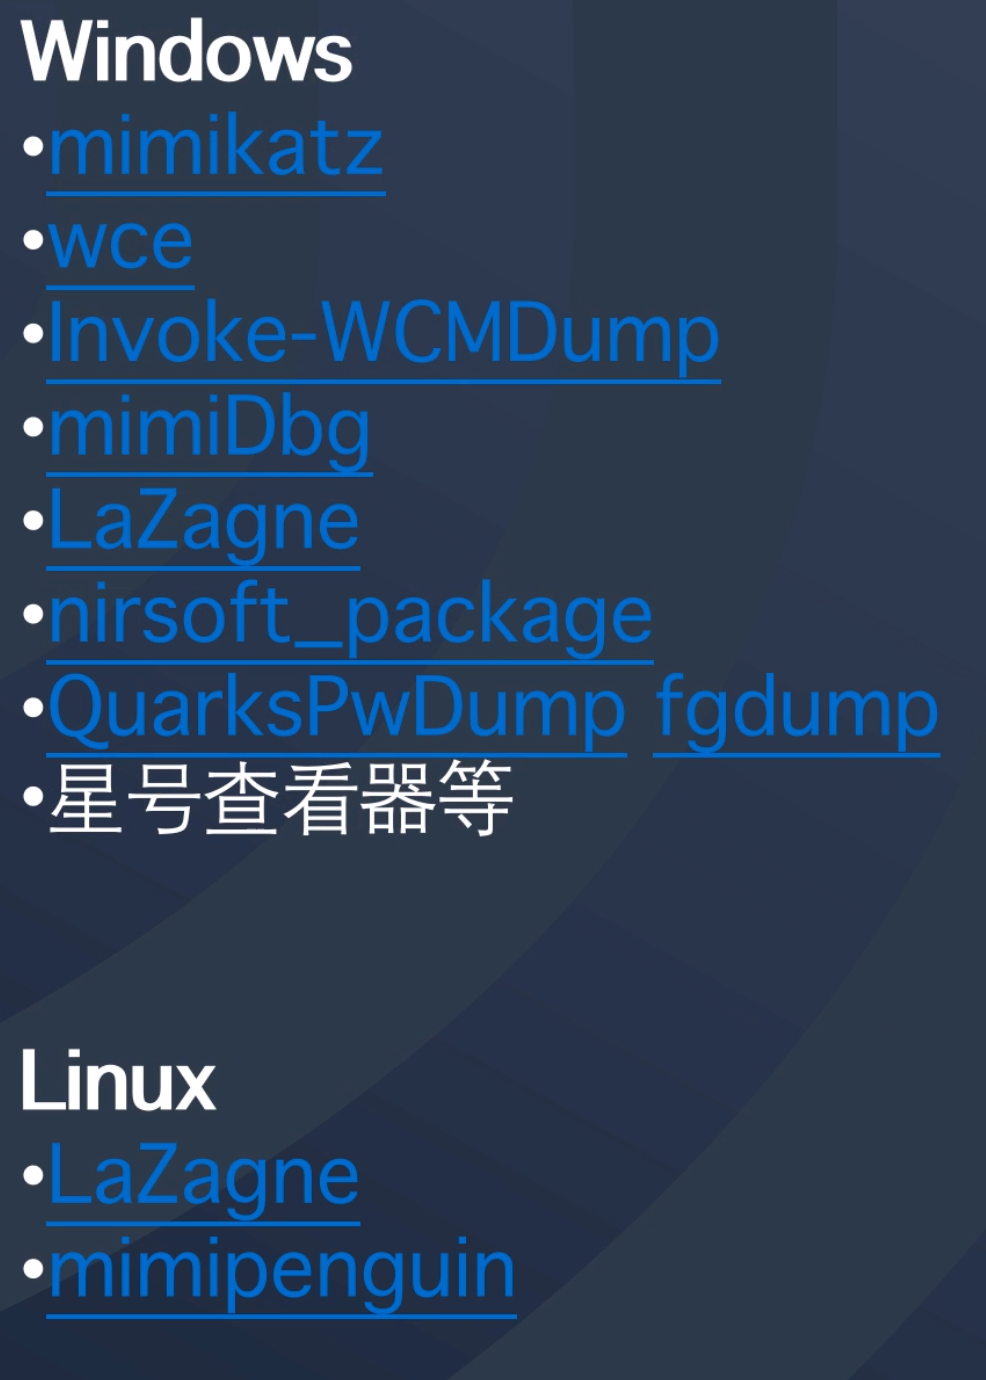 Windows
•mimikatz
•wce
•Invoke-WCMDump
•mimiDbg
•LaZagne
•nirsoft_package
•QuarksPwDump fgdump
•星号查看器等
Linux
•LaZagne
•mimipenguin